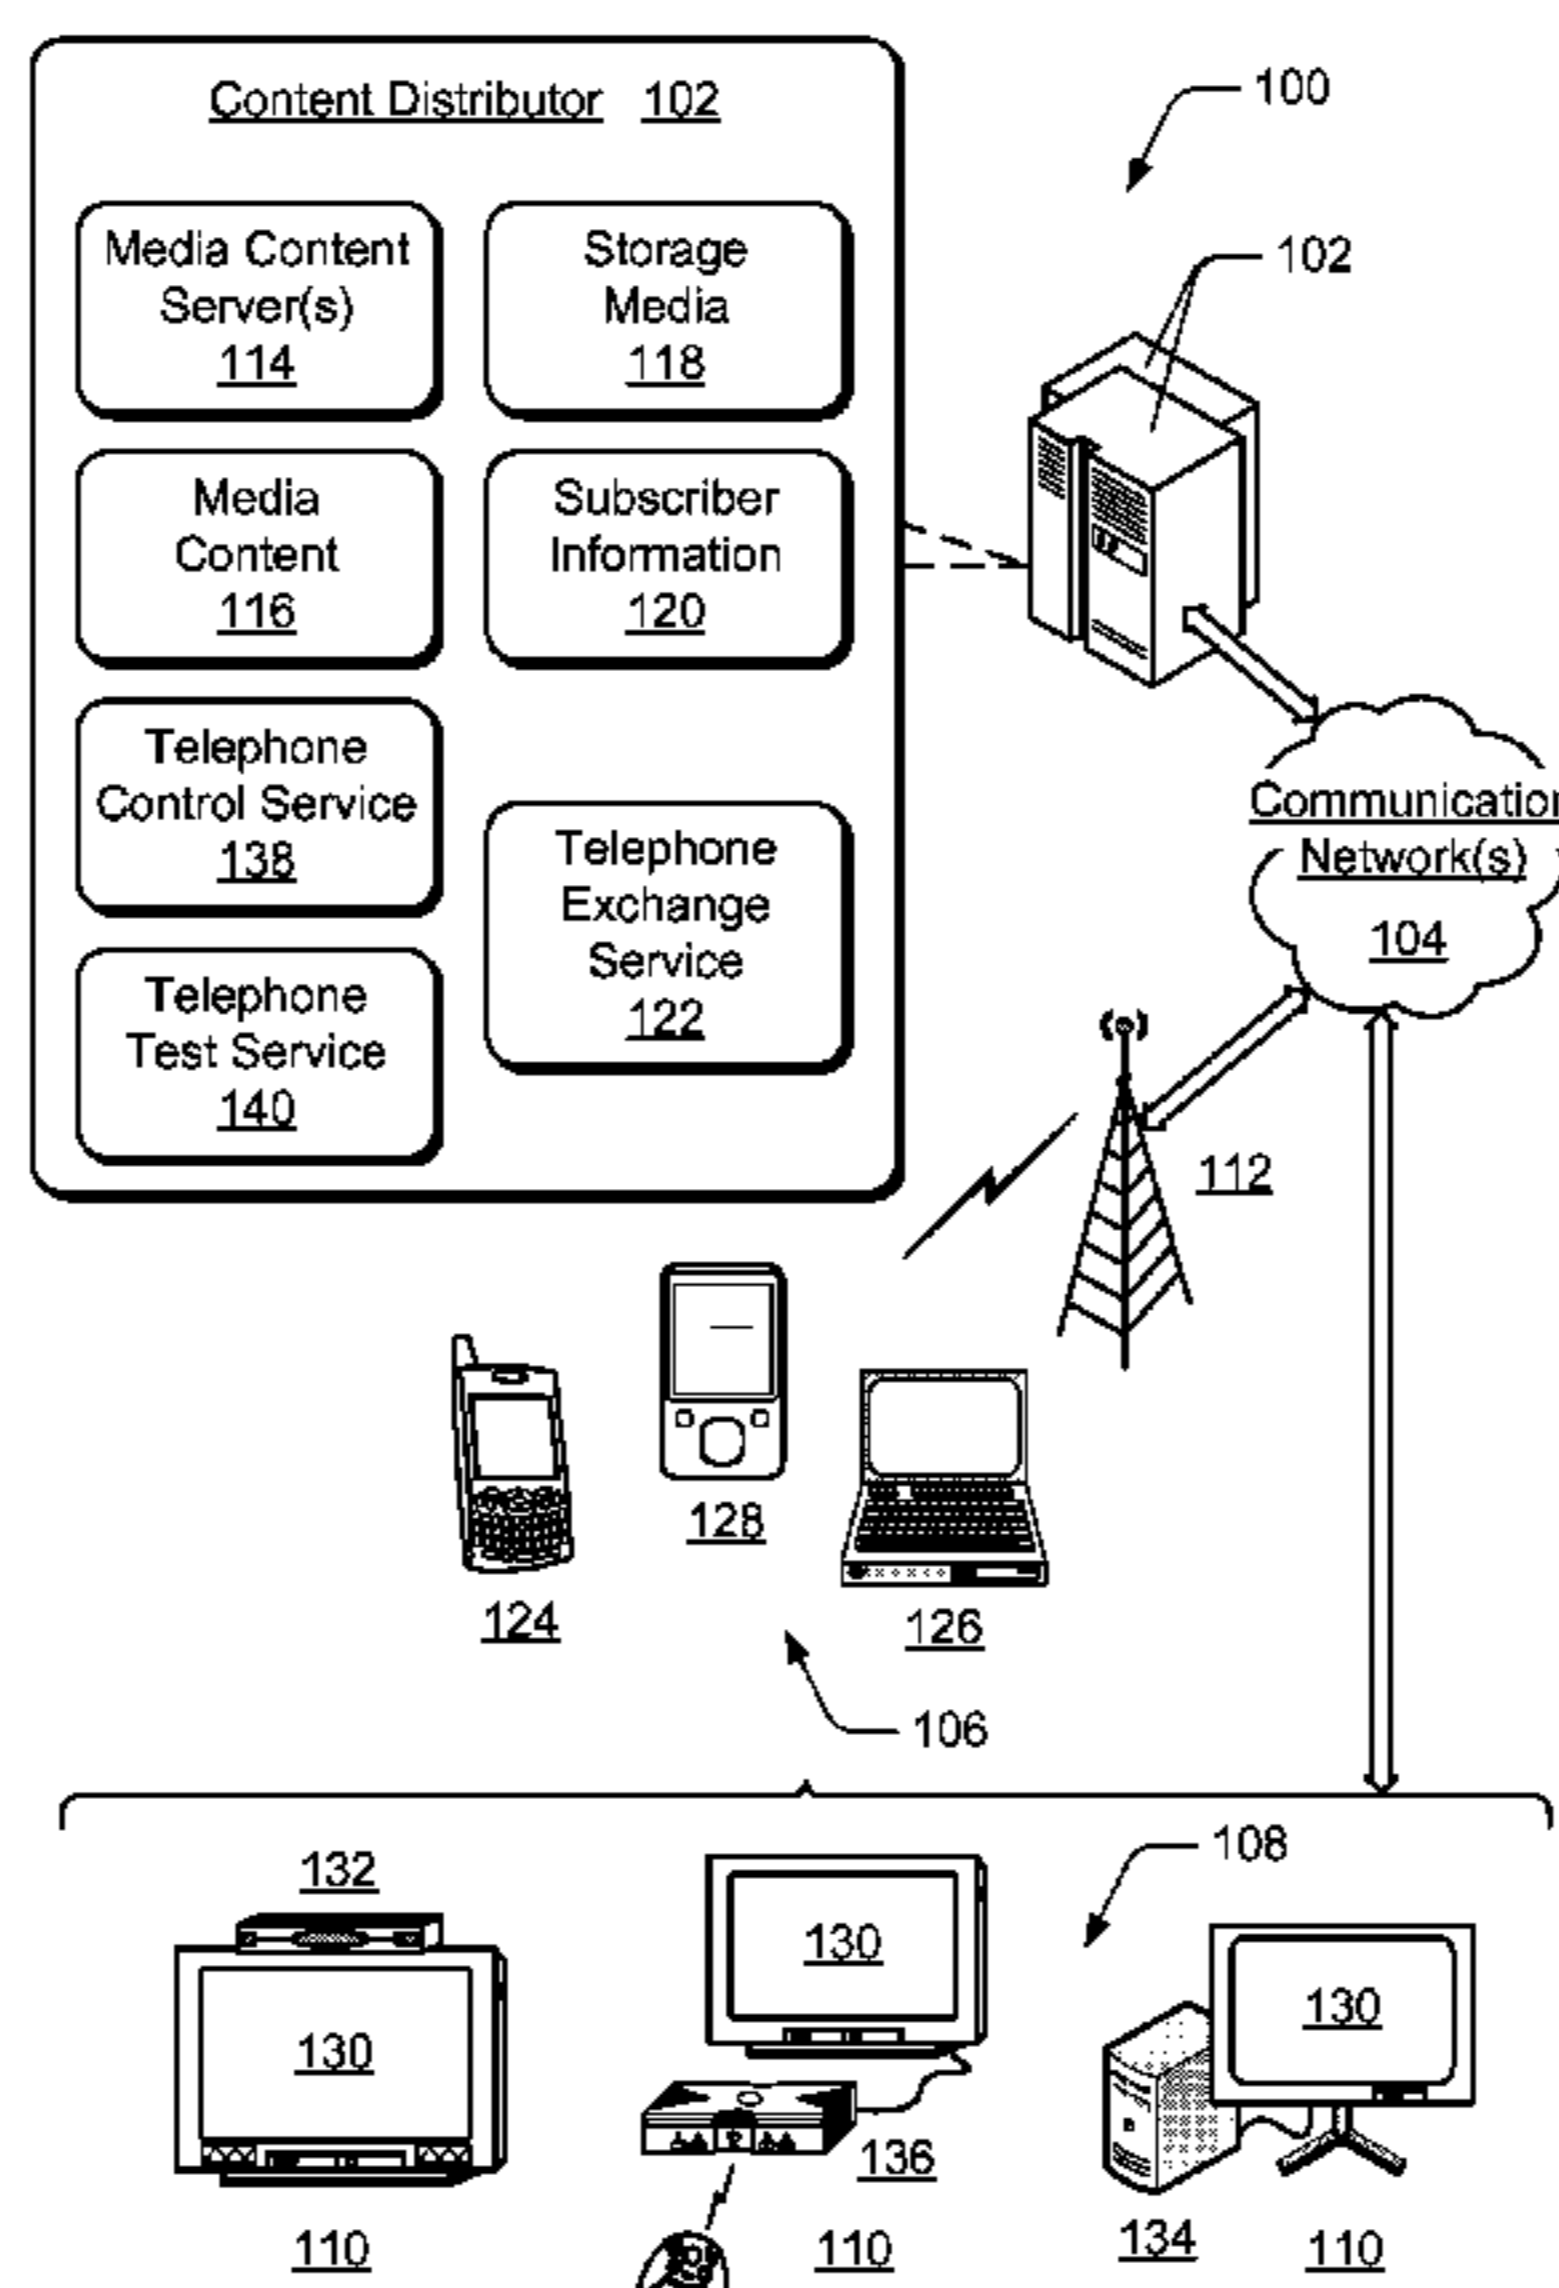 Content Distributor 102
100
Media Content
Server(s)
114
Storage
Media
118
102
Media
Content
116
Subscriber
Information
120
Telephone
Control Service
138
Telephone
Exchange
Service
122
Communication
Network(s)
104
Telephone
Test Service
140
112
128
124
126
106
108
132
130
130
130
136
134
110
110
110